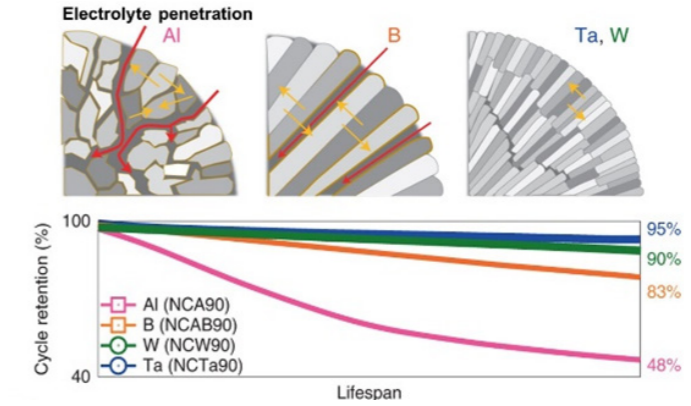 Electrolyte penetration
Al
B
Ta, W
100
95%
90%
83%
48%
Cycle retention (%)
Al (NCA90)
B (NCAB90)
W (NCW90)
Ta (NCTa90)
40
Lifespan